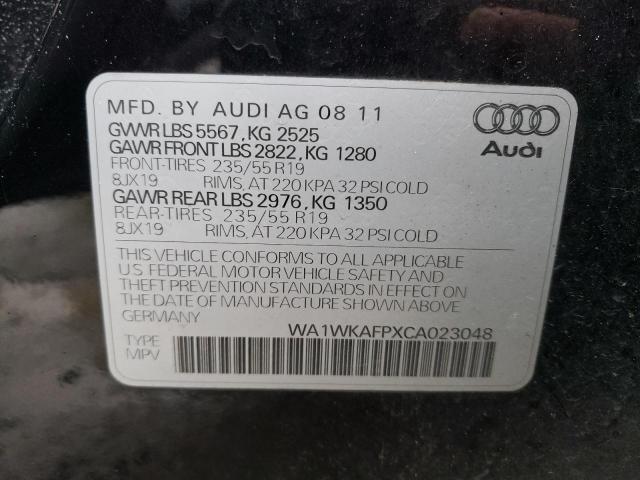 MFD. BY AUDI AG 08 11
GWR LBS 5567, KG 2525
GAWR FRONT LBS 2822, KG 1280
FRONT-TIRES 235/55 R19
8JX19 RIMS, AT 220 KPA 32 PSI COLD
GAWR REAR LBS 2976, KG 1350
REAR-TIRES 235/55 R19
8JX19 RIMS, AT 220 KPA 32 PSI COLD
Audi
THIS VEHICLE CONFORMS TO ALL APPLICABLE
U.S FEDERAL MOTOR VEHICLE SAFETY AND
THEFT PREVENTION STANDARDS IN EFFECT ON
THE DATE OF MANUFACTURE SHOWN ABOVE.
GERMANY
WA1WKAFPXCA023048
TYPE
MPV